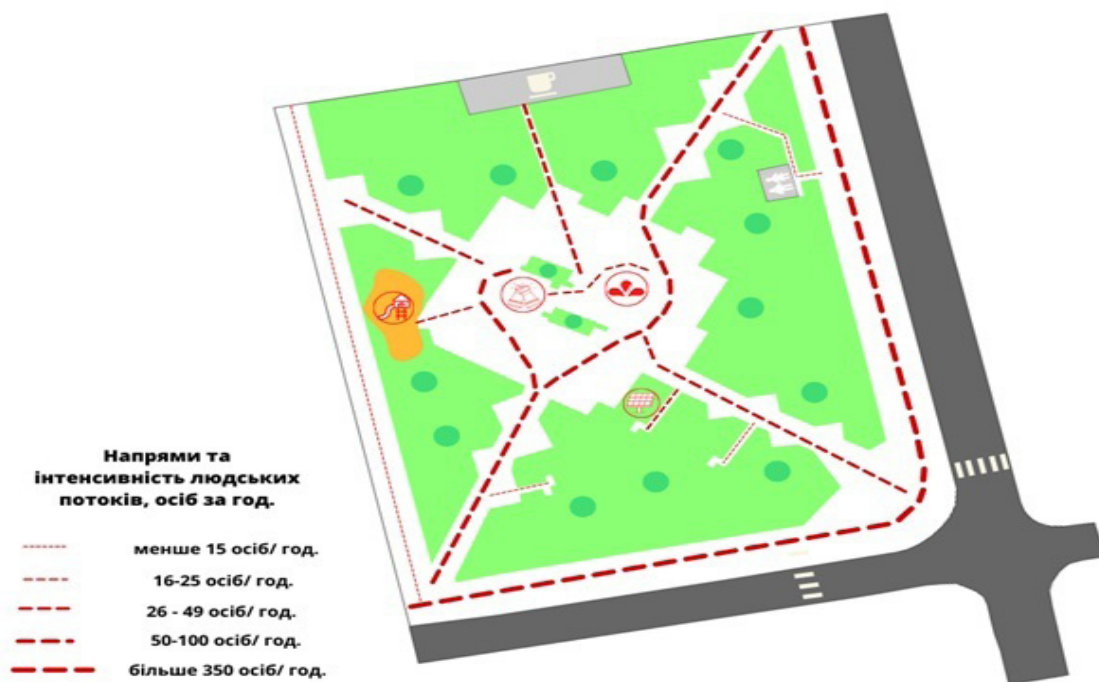 Напрями та
інтенсивність людських
потоків, осіб за год.
менше 15 осіб/ год.
16-25 осіб/ год.
26 - 49 осіб/ год.
50-100 осіб/ год.
більше 350 осіб/ год.